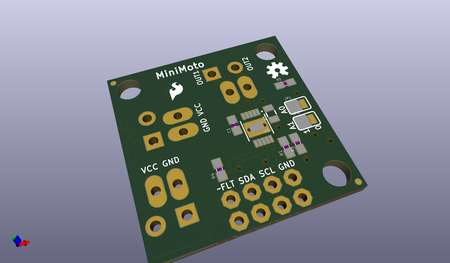 MiniMoto
OUT1
OUT2
GND VCC
A0
A1
VCC GND
-FLT SDA SCL GND